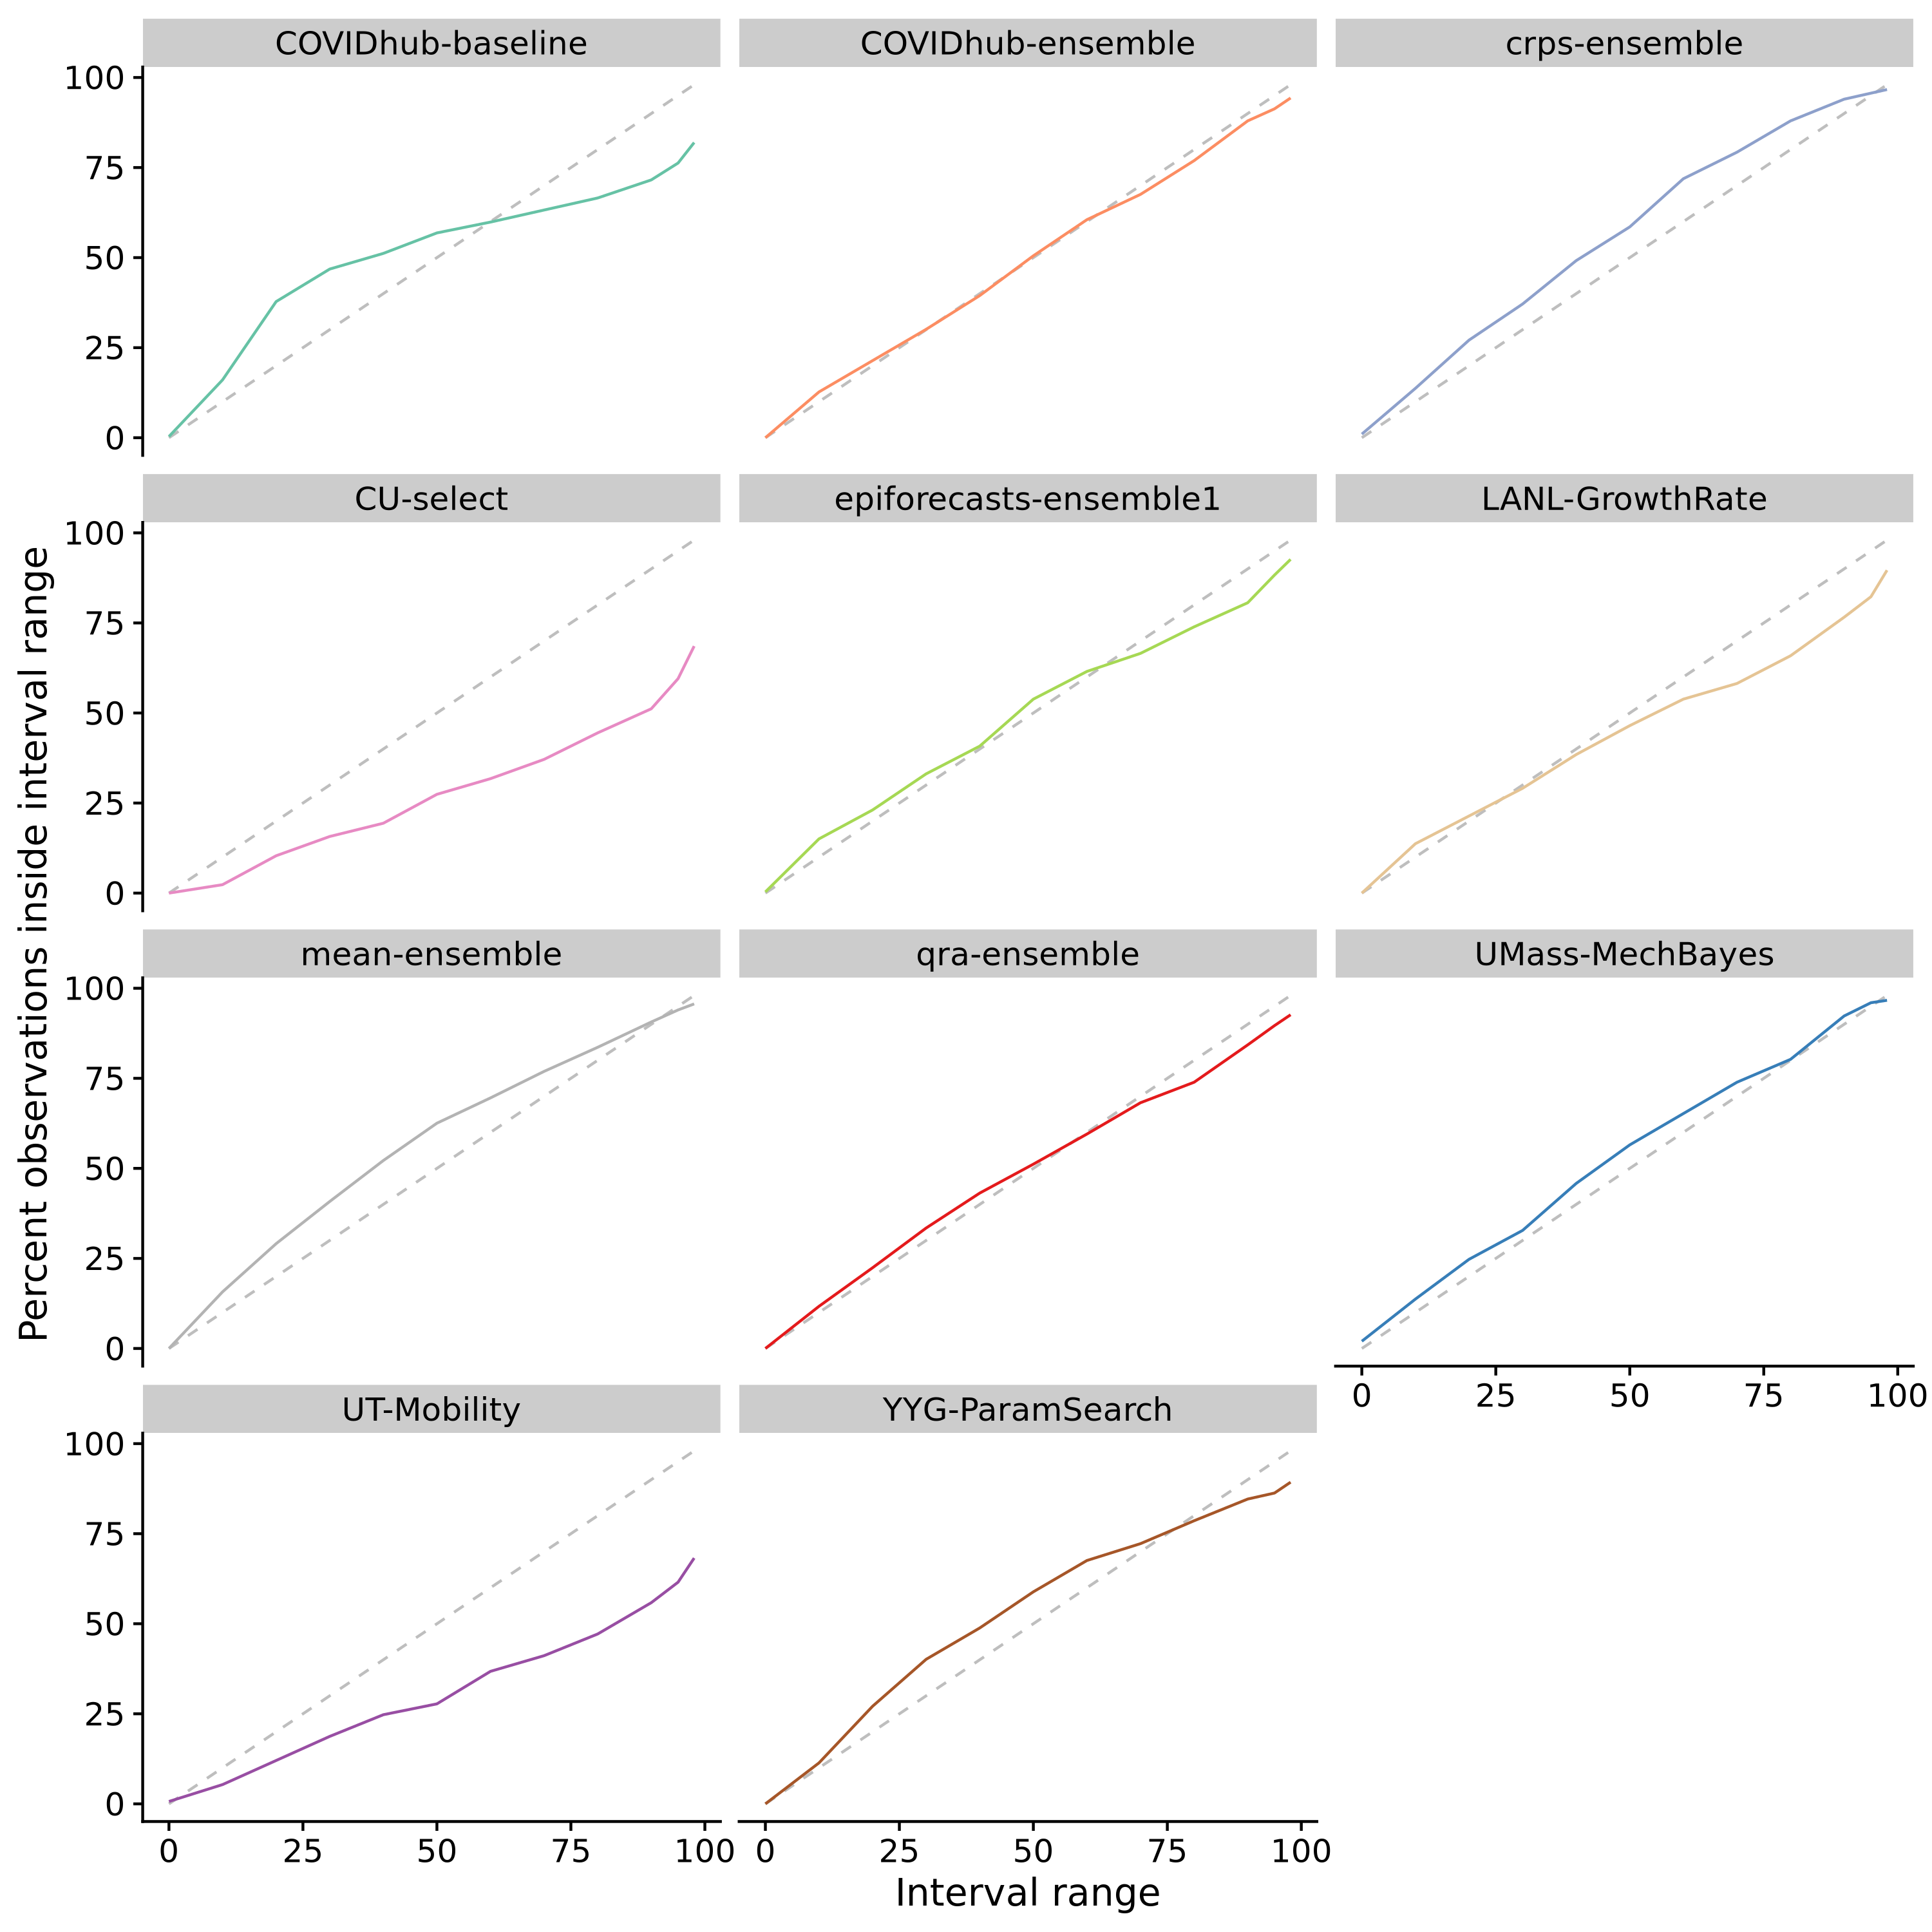 COVIDhub-baseline COVIDhub-ensemble crps-ensemble
100
75
50
25
0
CU-select epiforecasts-ensemble1 LANL-GrowthRate
100
75
50
25
0
Percent observations inside interval range
mean-ensemble qra-ensemble UMass-MechBayes
100
75
50
25
0
0 25 50 75 100
UT-Mobility YYG-ParamSearch
100
75
50
25
0
0 25 50 75 100 0 25 50 75 100
Interval range